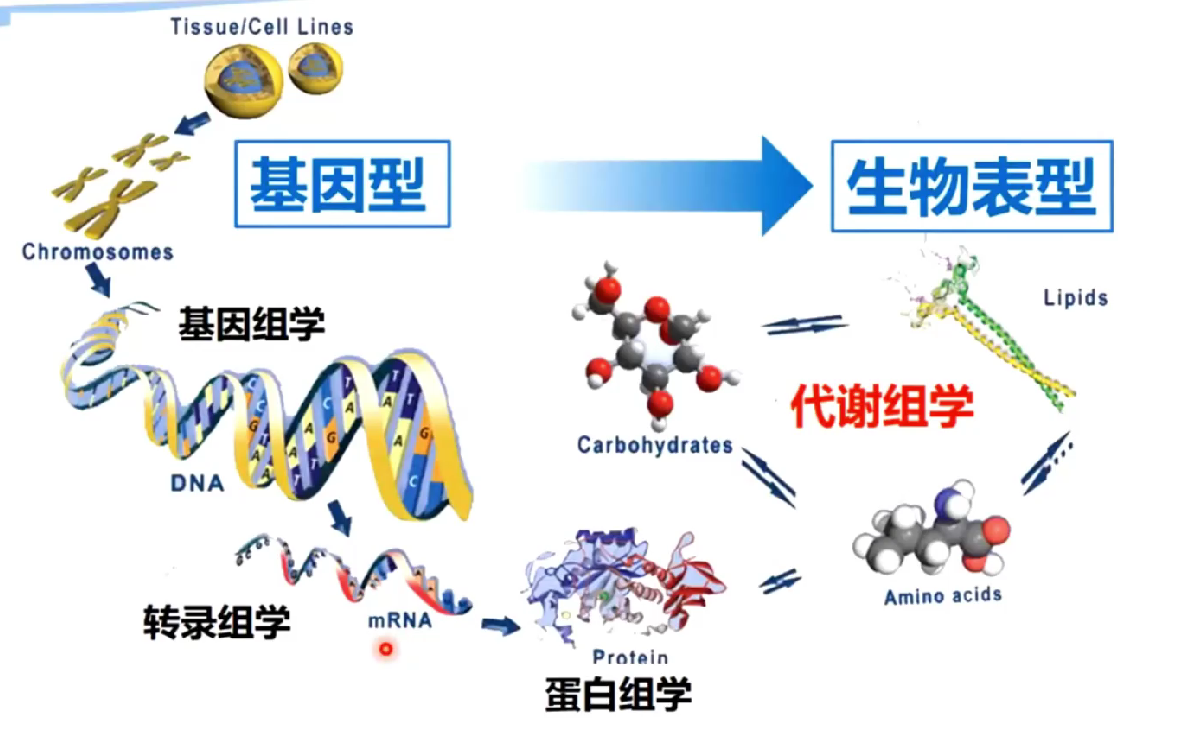 Tissue/Cell Lines
基因型
生物表型
Chromosomes
Lipids
基因组学
代谢组学
Carbohydrates
DNA
Amino acids
转录组学
mRNA
Protein
蛋白组学